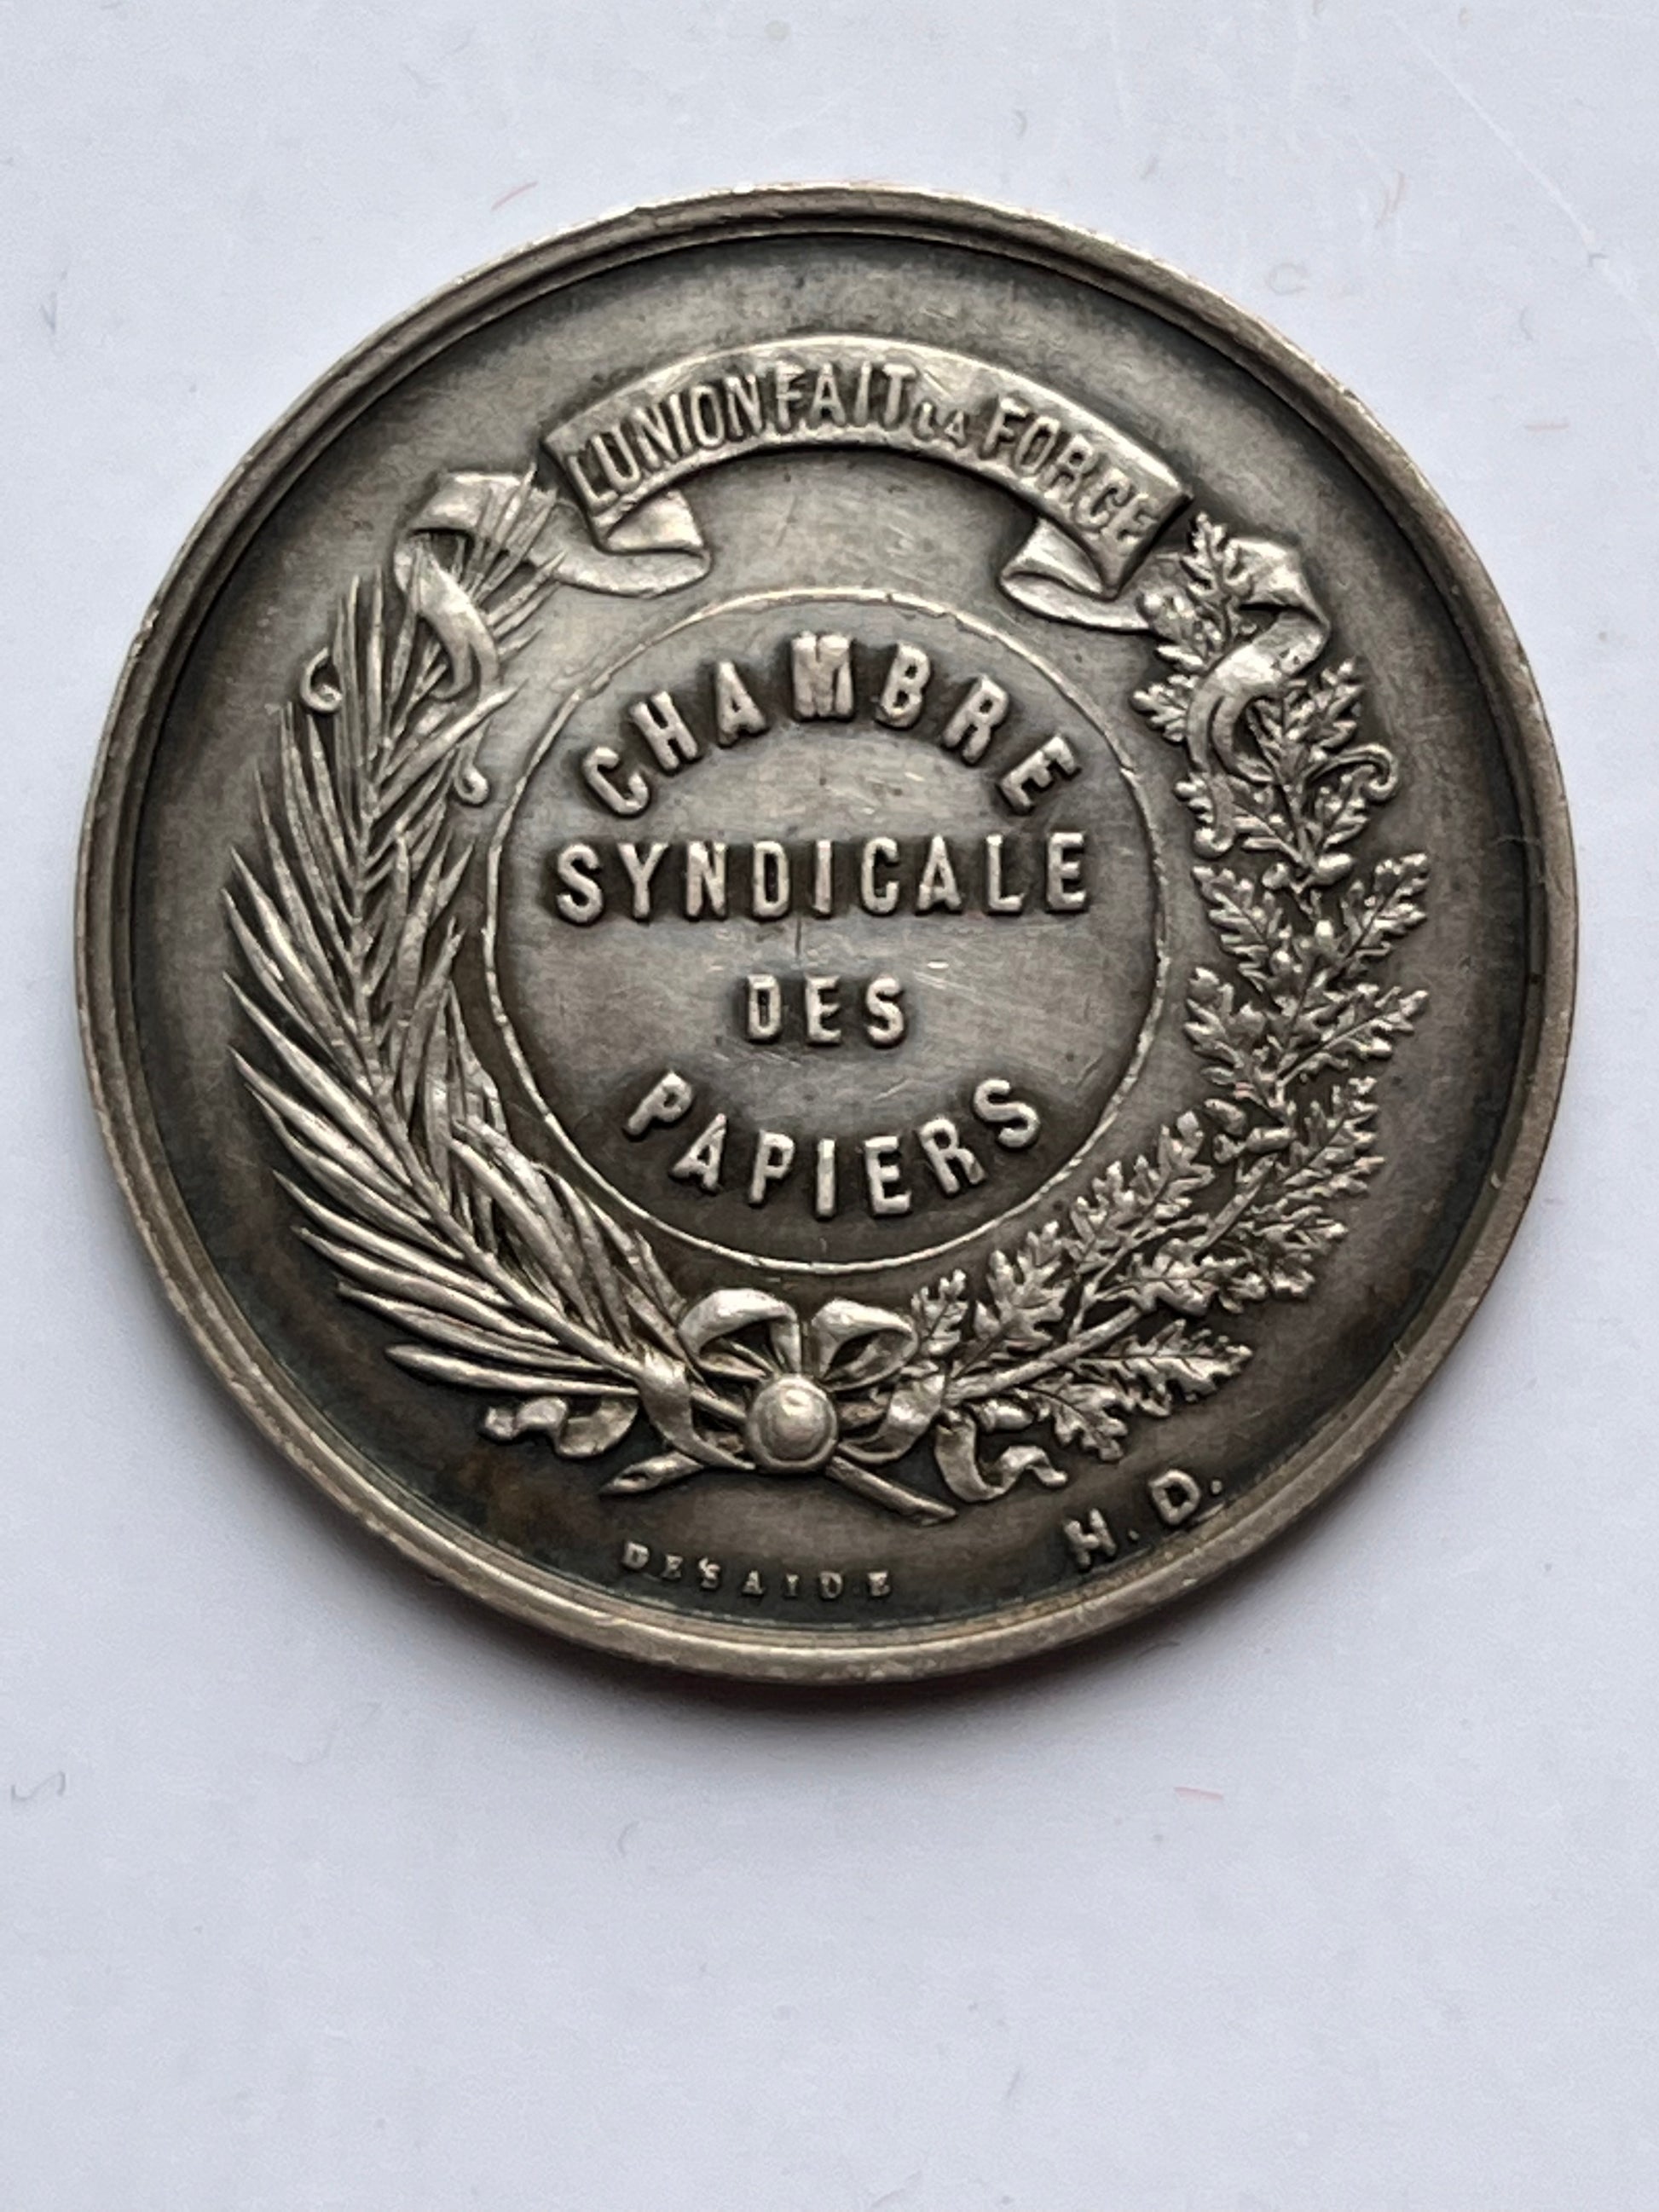 L'UNION FAIT LA FORCE
CHAMBRE
SYNDICALE
DES
PAPIERS
DESAIDE
H. D.